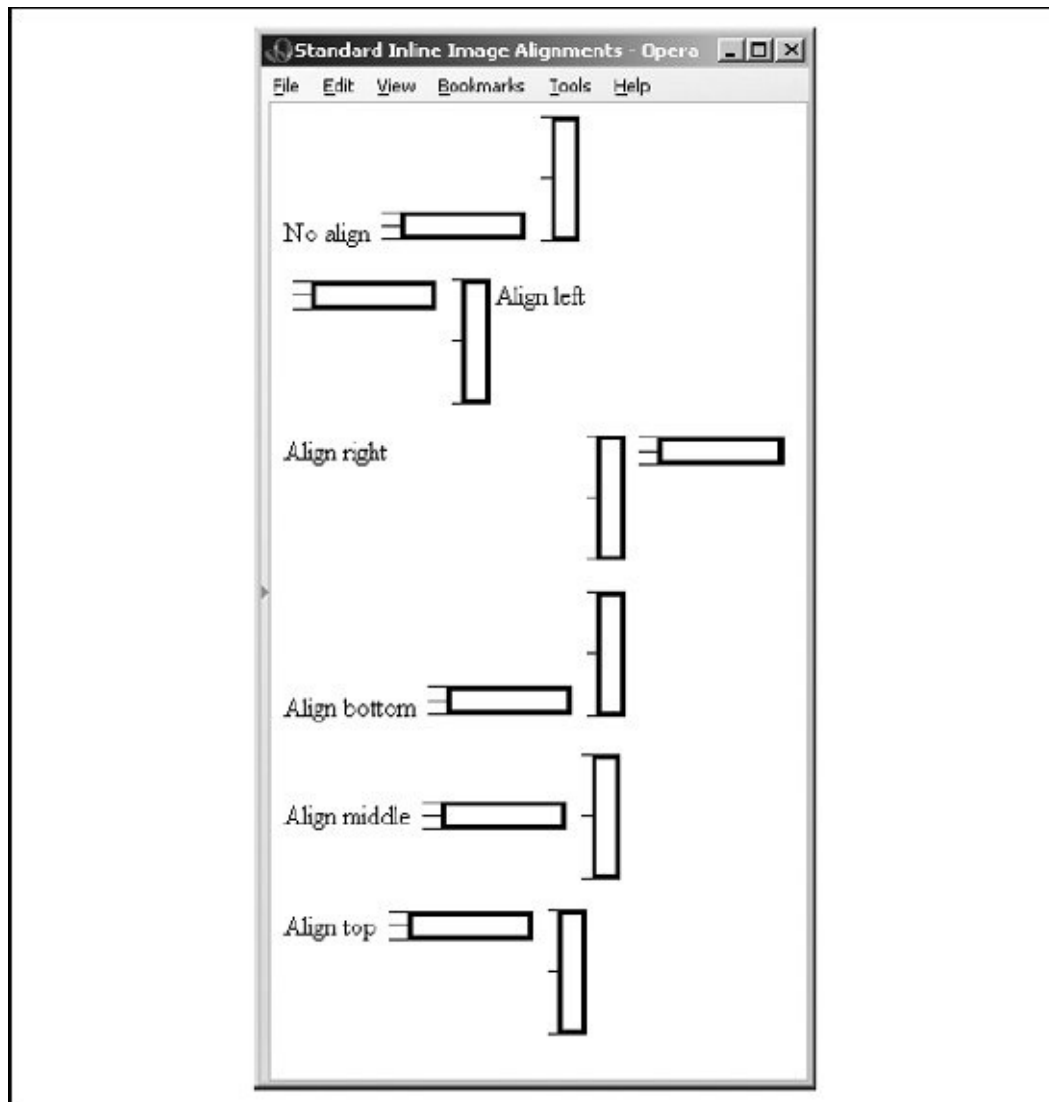 Standard Inline Image Alignments - Opera
File Edit View Bookmarks Tools Help
No align
Align left
Align right
Align bottom
Align middle
Align top